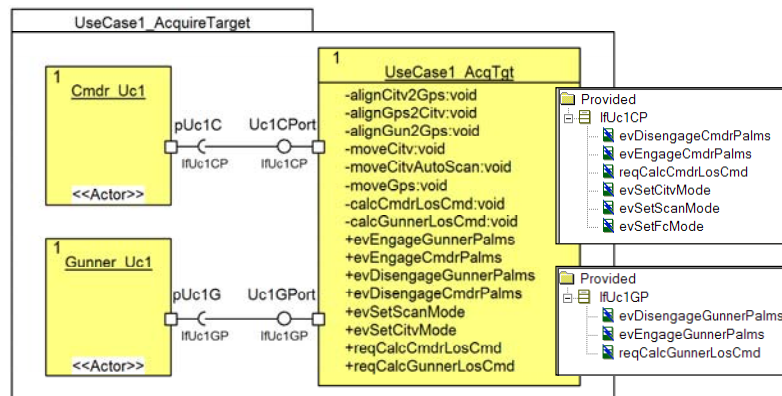 UseCase1_AcquireTarget
1
Cmdr_Uc1
<<Actor>>
pUc1C
IfUc1CP
Uc1CPort
IfUc1CP
1
Gunner_Uc1
<<Actor>>
pUc1G
IfUc1GP
Uc1GPort
IfUc1GP
1
UseCase1_AcqTgt
-alignCitv2Gps:void
-alignGps2Citv:void
-alignGun2Gps:void
-moveCitv:void
-moveCitvAutoScan:void
-moveGps:void
-calcCmdrLosCmd:void
-calcGunnerLosCmd:void
+evEngageGunnerPalms
+evEngageCmdrPalms
+evDisengageGunnerPalms
+evDisengageCmdrPalms
+evSetScanMode
+evSetCitvMode
+reqCalcCmdrLosCmd
+reqCalcGunnerLosCmd
Provided
IfUc1CP
evDisengageCmdrPalms
evEngageCmdrPalms
reqCalcCmdrLosCmd
evSetCitvMode
evSetScanMode
evSetFcMode
Provided
IfUc1GP
evDisengageGunnerPalms
evEngageGunnerPalms
reqCalcGunnerLosCmd